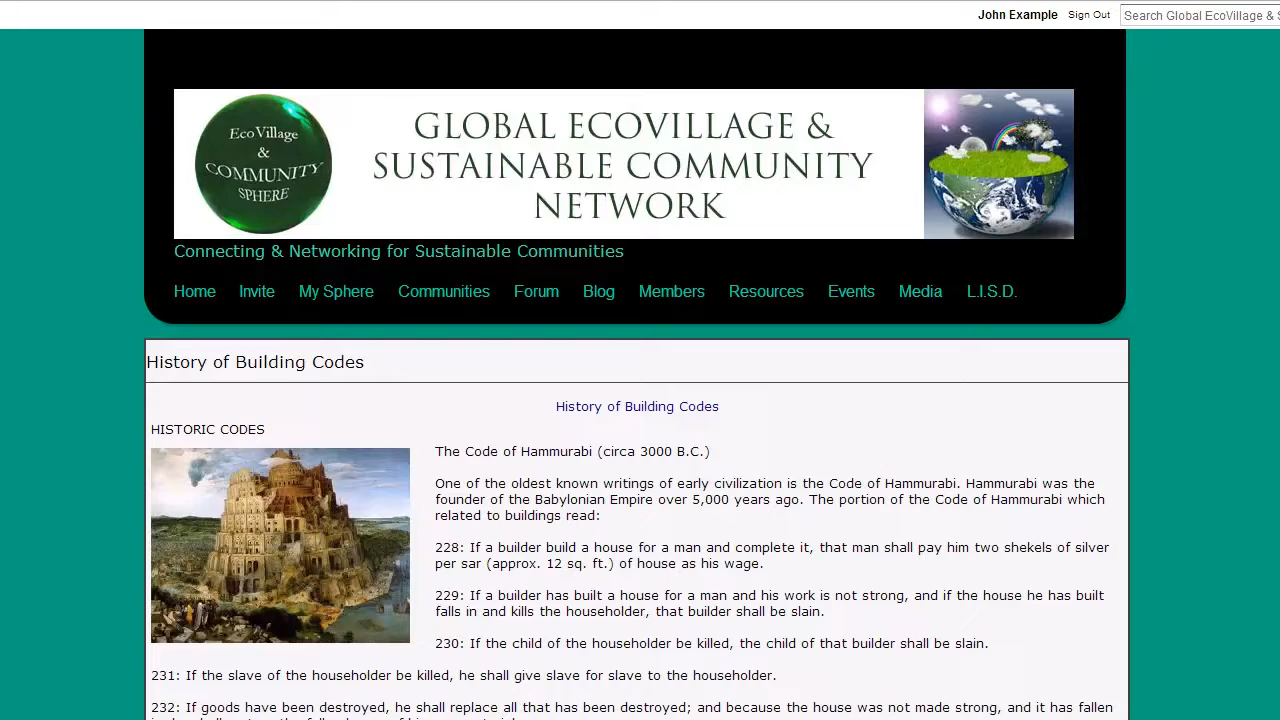 John Example Sign Out Search Global EcoVillage & S
EcoVillage
&
COMMUNITY
SPHERE
GLOBAL ECOVILLAGE &
SUSTAINABLE COMMUNITY
NETWORK
Connecting & Networking for Sustainable Communities
Home Invite My Sphere Communities Forum Blog Members Resources Events Media L.I.S.D.
History of Building Codes
History of Building Codes
HISTORIC CODES
The Code of Hammurabi (circa 3000 B.C.)
One of the oldest known writings of early civilization is the Code of Hammurabi. Hammurabi was the
founder of the Babylonian Empire over 5,000 years ago. The portion of the Code of Hammurabi which
related to buildings read:
228: If a builder build a house for a man and complete it, that man shall pay him two shekels of silver
per sar (approx. 12 sq. ft.) of house as his wage.
229: If a builder has built a house for a man and his work is not strong, and if the house he has built
falls in and kills the householder, that builder shall be slain.
230: If the child of the householder be killed, the child of that builder shall be slain.
231: If the slave of the householder be killed, he shall give slave for slave to the householder.
232: If goods have been destroyed, he shall replace all that has been destroyed; and because the house was not made strong, and it has fallen